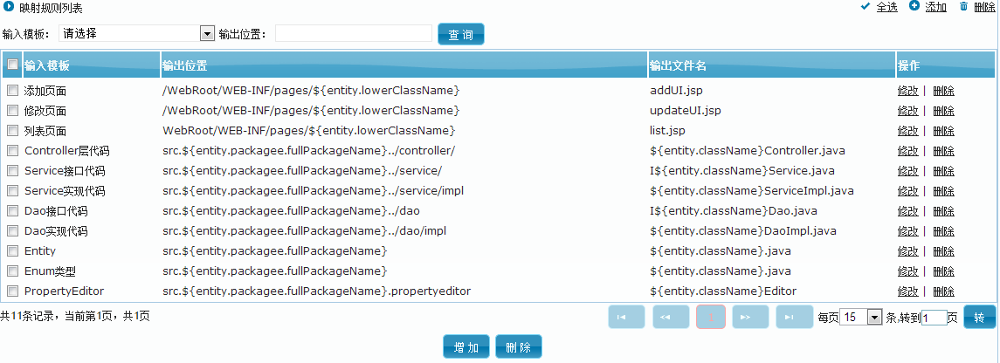 映射规则列表 全选 添加 删除
输入模板： 请选择 输出位置： 查 询
输入模板 输出位置 输出文件名 操作
添加页面 /WebRoot/WEB-INF/pages/${entity.lowerClassName} addUI.jsp 修改 | 删除
修改页面 /WebRoot/WEB-INF/pages/${entity.lowerClassName} updateUI.jsp 修改 | 删除
列表页面 WebRoot/WEB-INF/pages/${entity.lowerClassName} list.jsp 修改 | 删除
Controller层代码 src.${entity.packagee.fullPackageName}../controller/ ${entity.className}Controller.java 修改 | 删除
Service接口代码 src.${entity.packagee.fullPackageName}../service/ I${entity.className}Service.java 修改 | 删除
Service实现代码 src.${entity.packagee.fullPackageName}../service/impl ${entity.className}ServiceImpl.java 修改 | 删除
Dao接口代码 src.${entity.packagee.fullPackageName}../dao I${entity.className}Dao.java 修改 | 删除
Dao实现代码 src.${entity.packagee.fullPackageName}../dao/impl ${entity.className}DaoImpl.java 修改 | 删除
Entity src.${entity.packagee.fullPackageName} ${entity.className}.java 修改 | 删除
Enum类型 src.${entity.packagee.fullPackageName} ${entity.className}.java 修改 | 删除
PropertyEditor src.${entity.packagee.fullPackageName}.propertyeditor ${entity.className}Editor 修改 | 删除
共11条记录，当前第1页，共1页 1 每页 15 条,转到 1 页 转
增 加 删 除